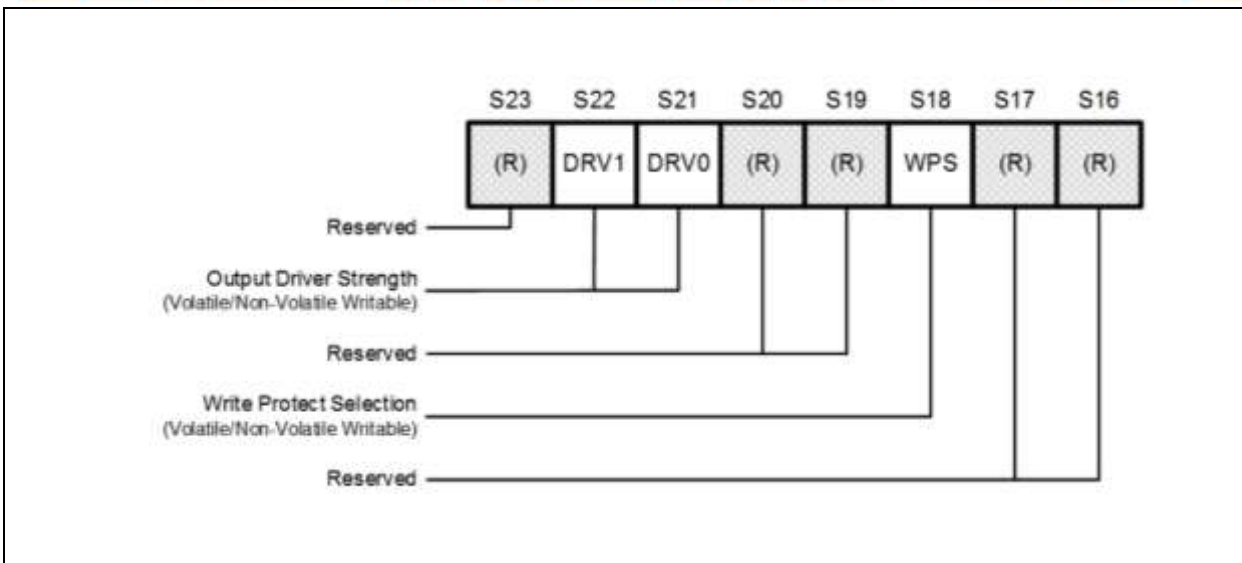 S23 S22 S21 S20 S19 S18 S17 S16
(R) DRV1 DRV0 (R) (R) WPS (R) (R)
Reserved
Output Driver Strength
(Volatile/Non-Volatile Writable)
Reserved
Write Protect Selection
(Volatile/Non-Volatile Writable)
Reserved